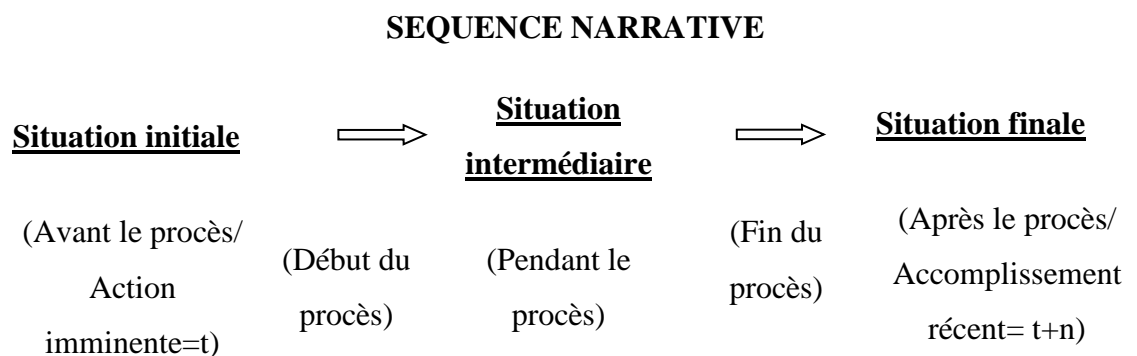 SEQUENCE NARRATIVE
Situation initiale
Situation
intermédiaire
Situation finale
(Avant le procès/
Action
imminente=t)
(Début du
procès)
(Pendant le
procès)
(Fin du
procès)
(Après le procès/
Accomplissement
récent= t+n)